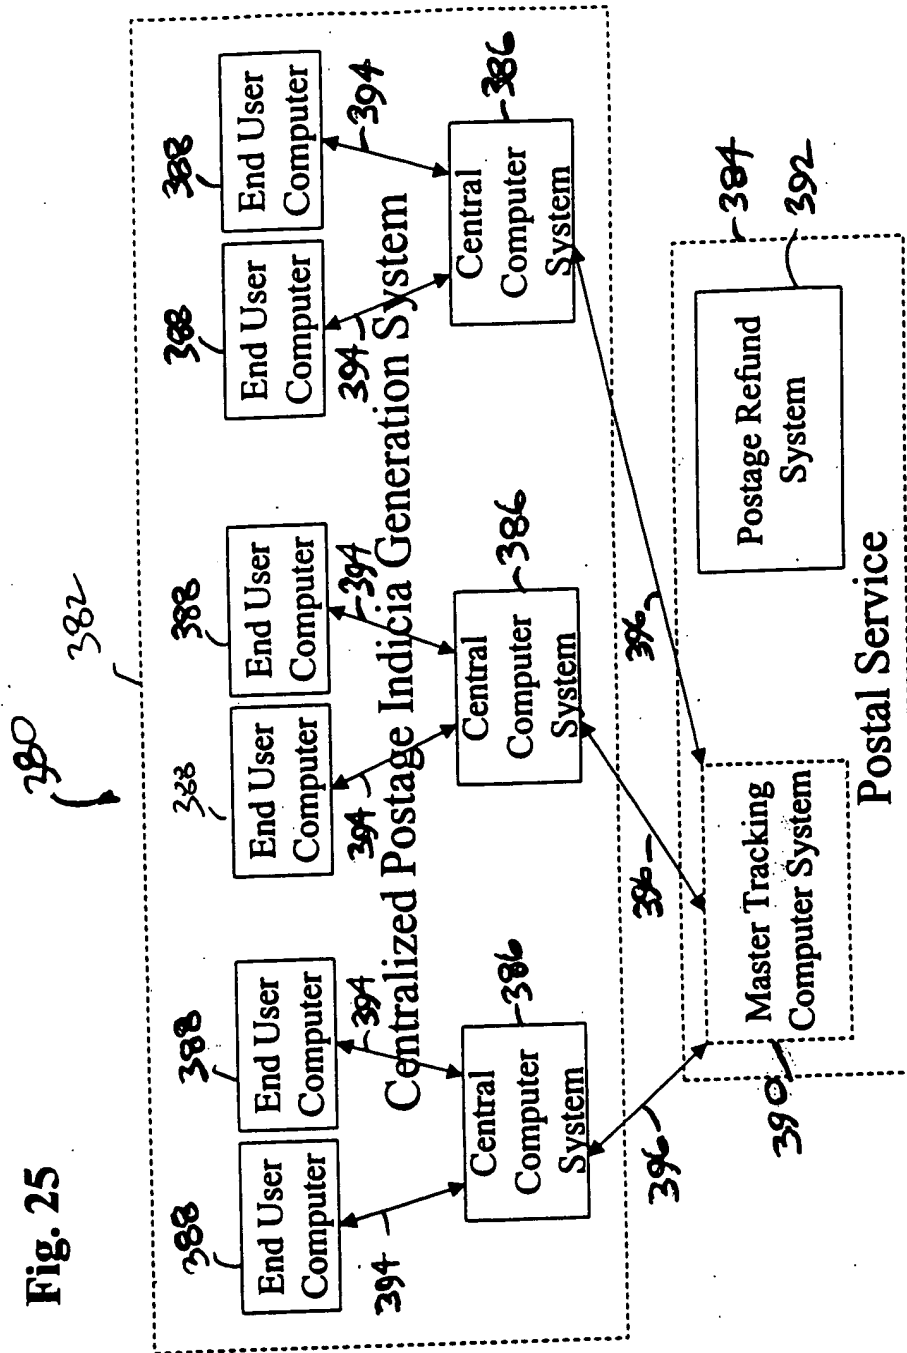 Fig. 25
380
382
388
388
388
388
388
388
End User
Computer
End User
Computer
End User
Computer
End User
Computer
End User
Computer
End User
Computer
394
394
394
394
394
394
Centralized Postage Indicia Generation System
Central
Computer
System
386
Central
Computer
System
386
Central
Computer
System
386
396
396
396
384
390
Master Tracking
Computer System
Postage Refund
System
392
Postal Service